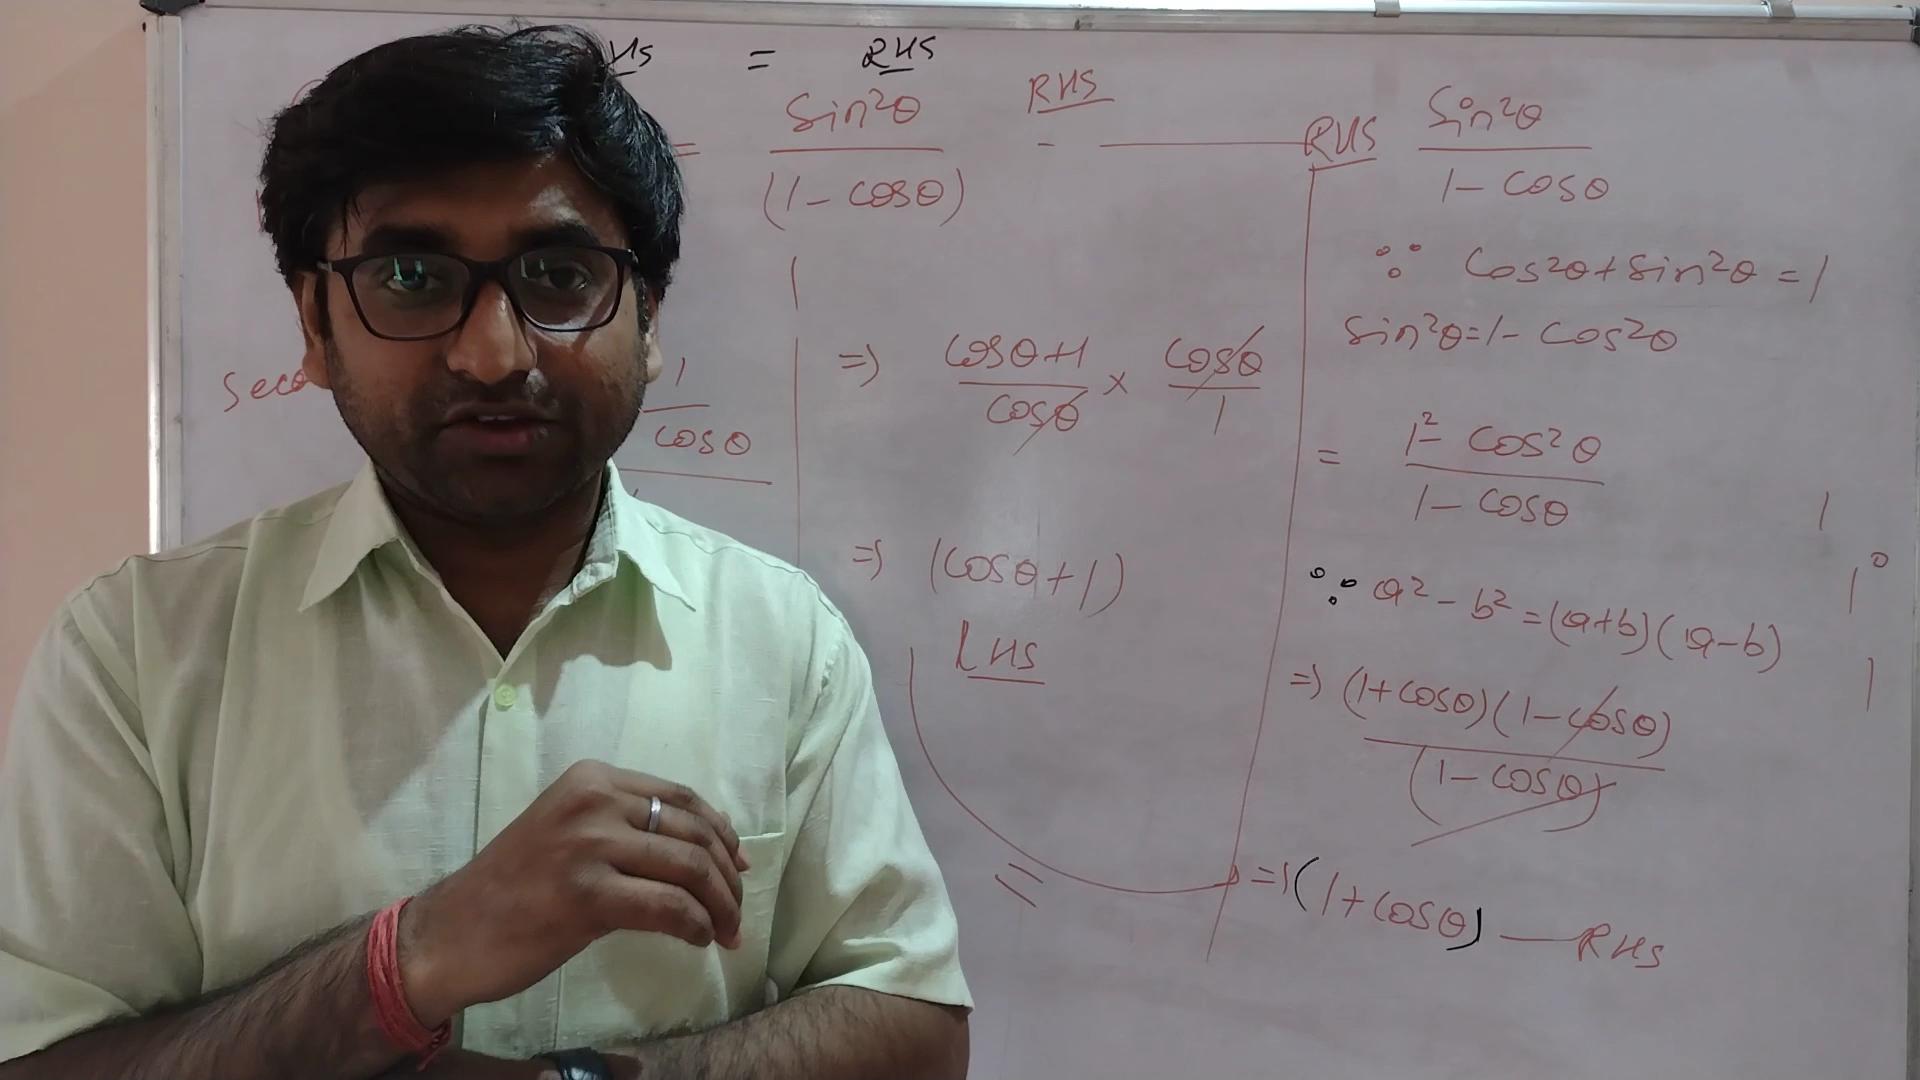 HS = RHS
= sin²θ / (1 - cosθ) RHS
-
1 / cosθ
=> cosθ+1 / cosθ × cosθ / 1
=> (cosθ+1)
LHS
=
RHS sin²θ / 1 - cosθ
∵ cos²θ + sin²θ = 1
sin²θ = 1 - cos²θ
= 1² - cos²θ / 1 - cosθ
∵ a² - b² = (a+b)(a-b)
=> (1+cosθ)(1-cosθ) / (1-cosθ)
=> (1+cosθ) — RHS